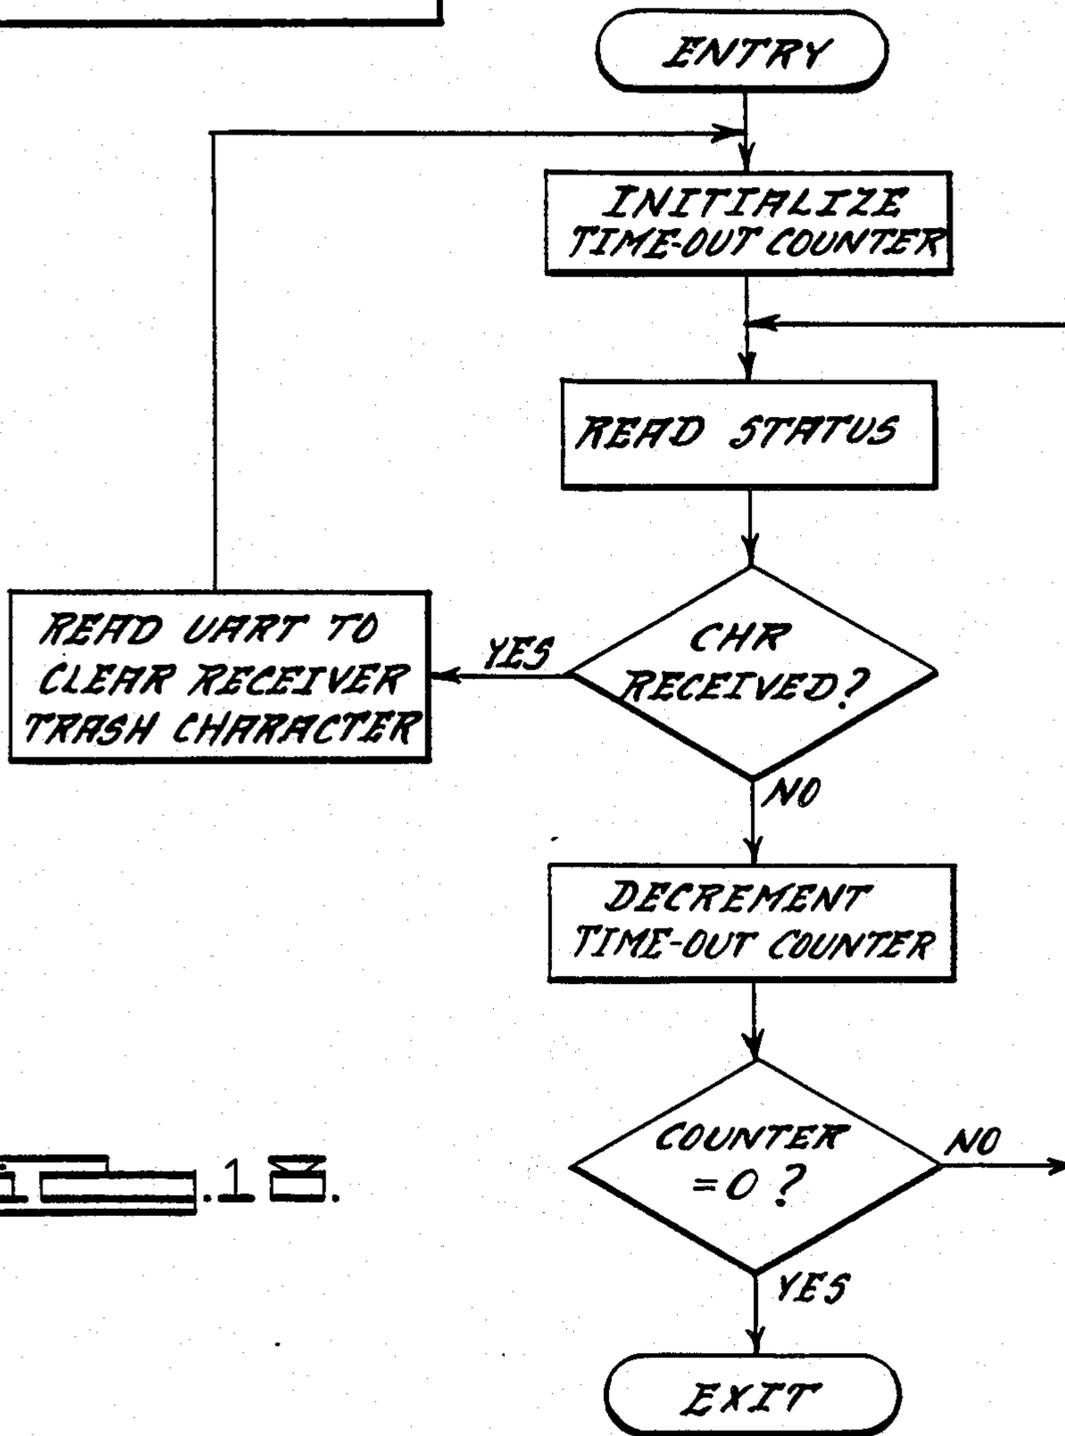 ENTRY
INITIALIZE
TIME-OUT COUNTER
READ STATUS
READ UART TO
CLEAR RECEIVER
TRASH CHARACTER
YES
CHR
RECEIVED?
NO
DECREMENT
TIME-OUT COUNTER
COUNTER
=0?
NO
YES
EXIT